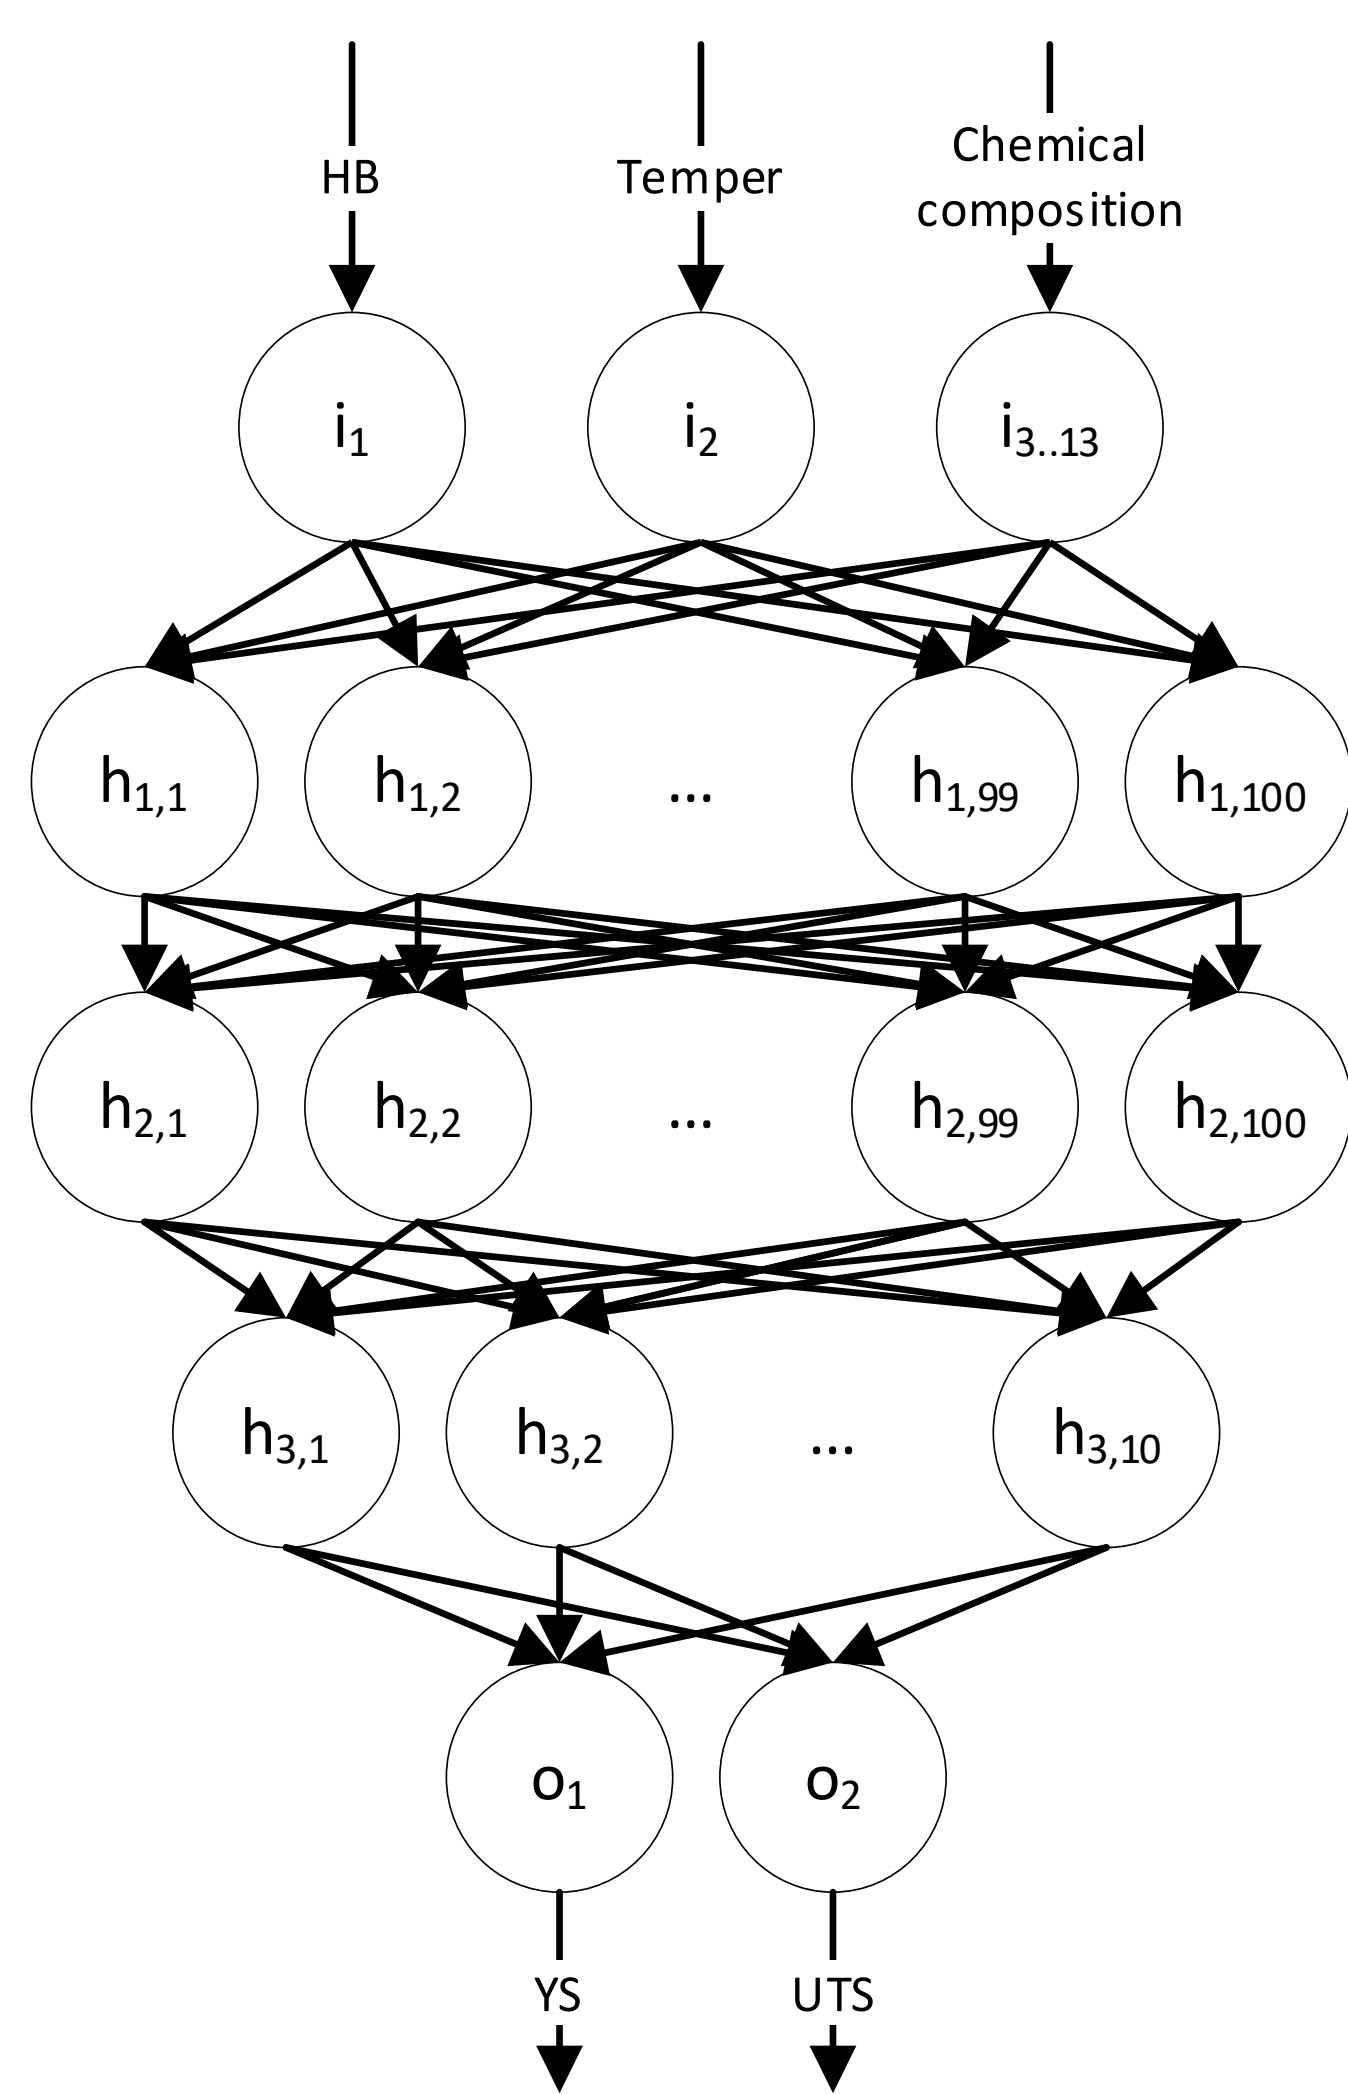 HB
Temper
Chemical
composition
i1
i2
i3..13
h1,1
h1,2
...
h1,99
h1,100
h2,1
h2,2
...
h2,99
h2,100
h3,1
h3,2
...
h3,10
o1
o2
YS
UTS